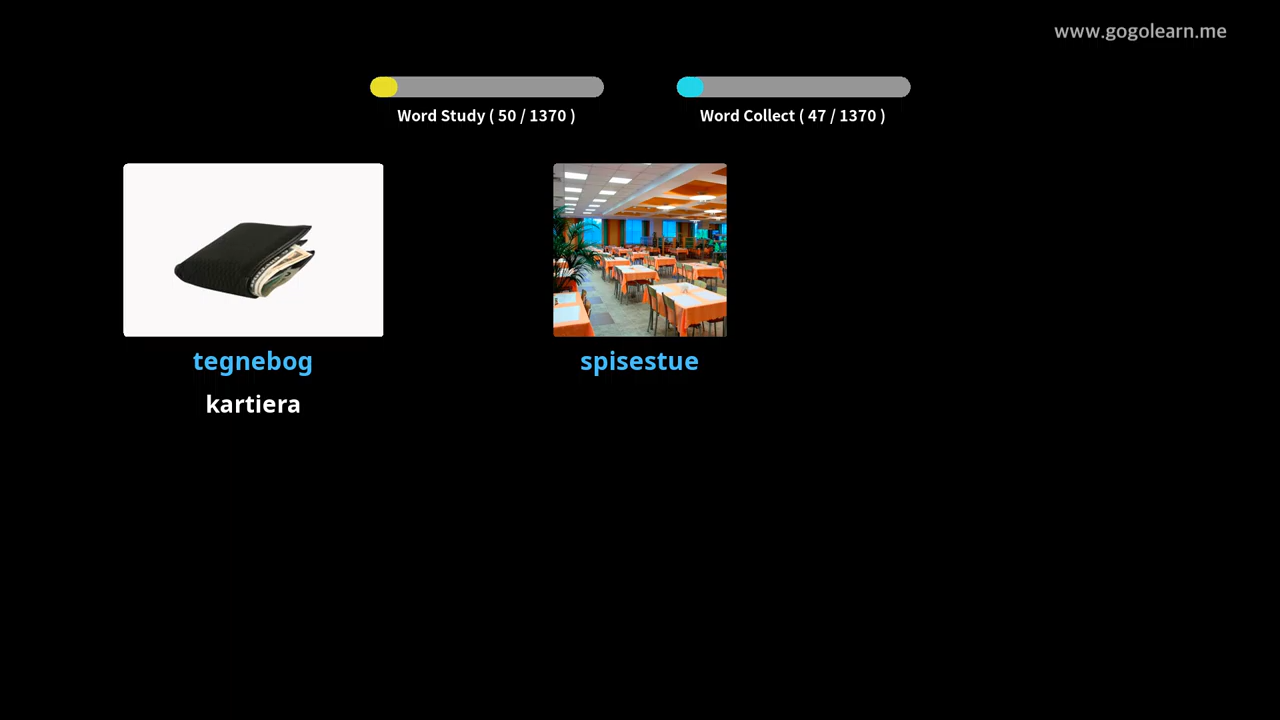 www.gogolearn.me
Word Study ( 50 / 1370 )
Word Collect ( 47 / 1370 )
tegnebog
spisestue
kartiera